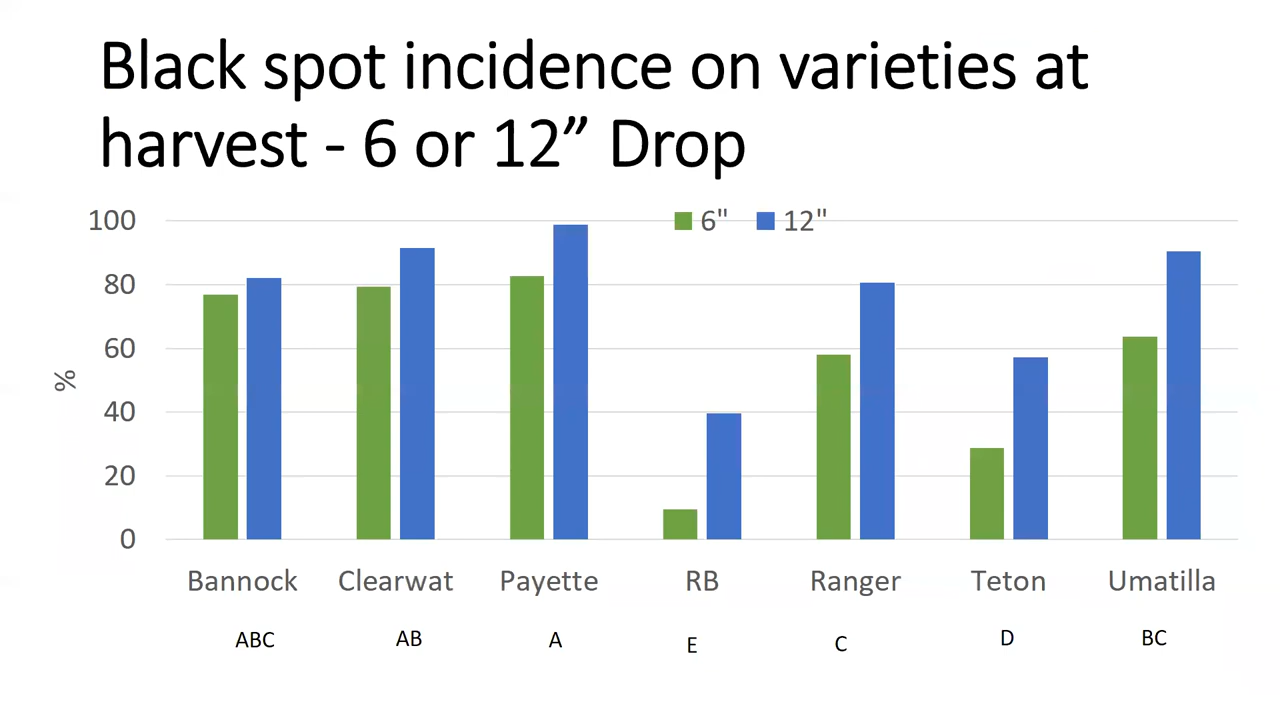 Black spot incidence on varieties at
harvest - 6 or 12” Drop
6" 12"
100
80
60
40
20
0
%
Bannock Clearwat Payette RB Ranger Teton Umatilla
ABC AB A E C D BC